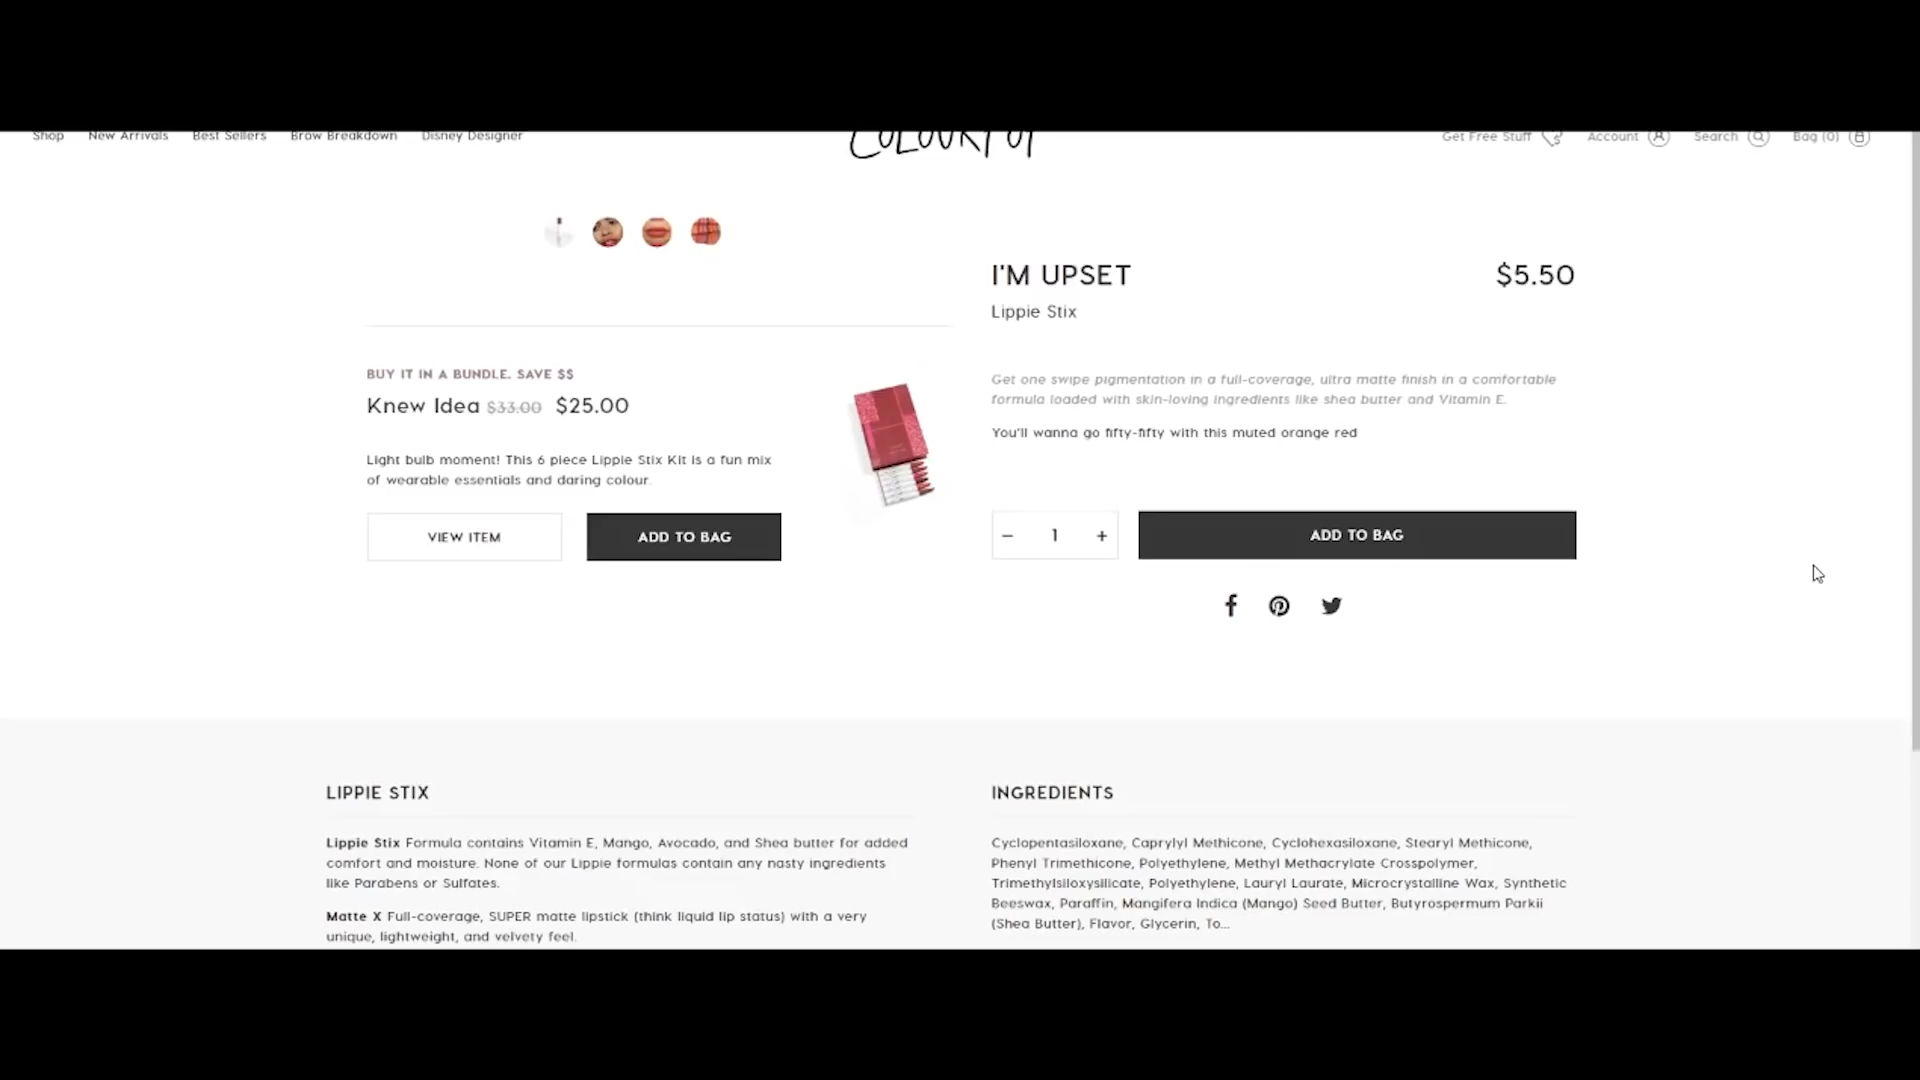 Shop New Arrivals Best Sellers Brow Breakdown Disney Designer
COLOURPOP
Get Free Stuff Account Search Bag (0)
I'M UPSET $5.50
Lippie Stix
BUY IT IN A BUNDLE. SAVE $$
Knew Idea $33.00 $25.00
Light bulb moment! This 6 piece Lippie Stix Kit is a fun mix
of wearable essentials and daring colour.
VIEW ITEM ADD TO BAG
Get one swipe pigmentation in a full-coverage, ultra matte finish in a comfortable
formula loaded with skin-loving ingredients like shea butter and Vitamin E.
You'll wanna go fifty-fifty with this muted orange red
− 1 + ADD TO BAG
LIPPIE STIX
Lippie Stix Formula contains Vitamin E, Mango, Avocado, and Shea butter for added
comfort and moisture. None of our Lippie formulas contain any nasty ingredients
like Parabens or Sulfates.
Matte X Full-coverage, SUPER matte lipstick (think liquid lip status) with a very
unique, lightweight, and velvety feel.
INGREDIENTS
Cyclopentasiloxane, Caprylyl Methicone, Cyclohexasiloxane, Stearyl Methicone,
Phenyl Trimethicone, Polyethylene, Methyl Methacrylate Crosspolymer,
Trimethylsiloxysilicate, Polyethylene, Lauryl Laurate, Microcrystalline Wax, Synthetic
Beeswax, Paraffin, Mangifera Indica (Mango) Seed Butter, Butyrospermum Parkii
(Shea Butter), Flavor, Glycerin, To...